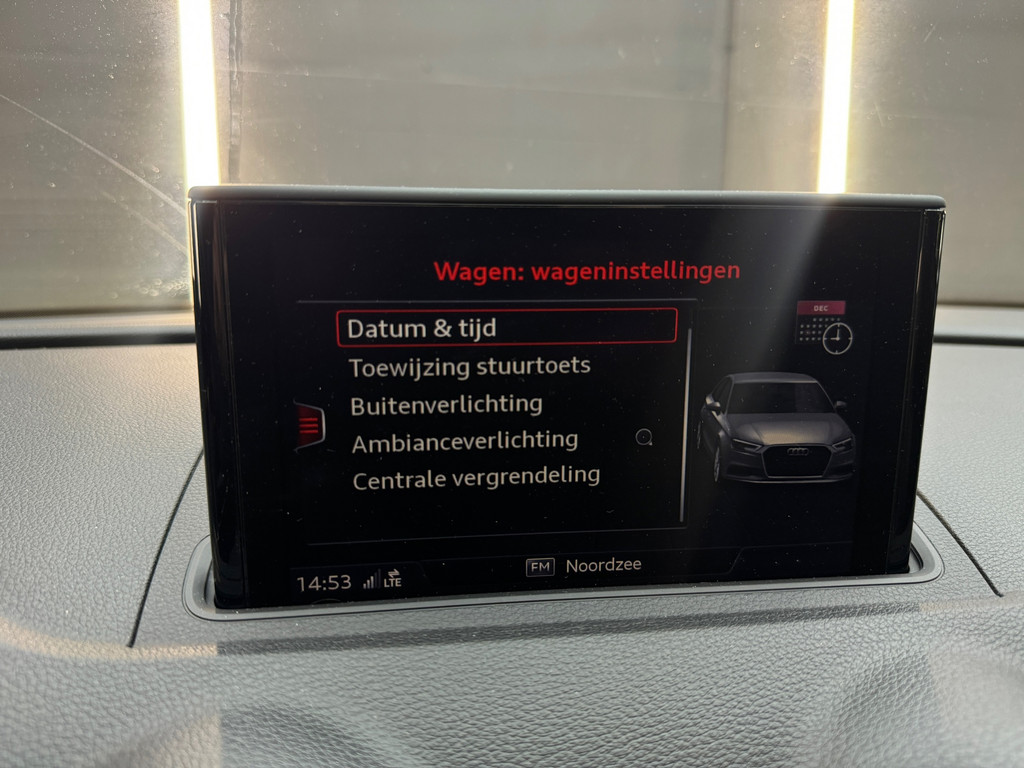 Wagen: wageninstellingen
Datum & tijd
DEC
Toewijzing stuurtoets
Buitenverlichting
Ambianceverlichting
Centrale vergrendeling
14:53 LTE
FM Noordzee